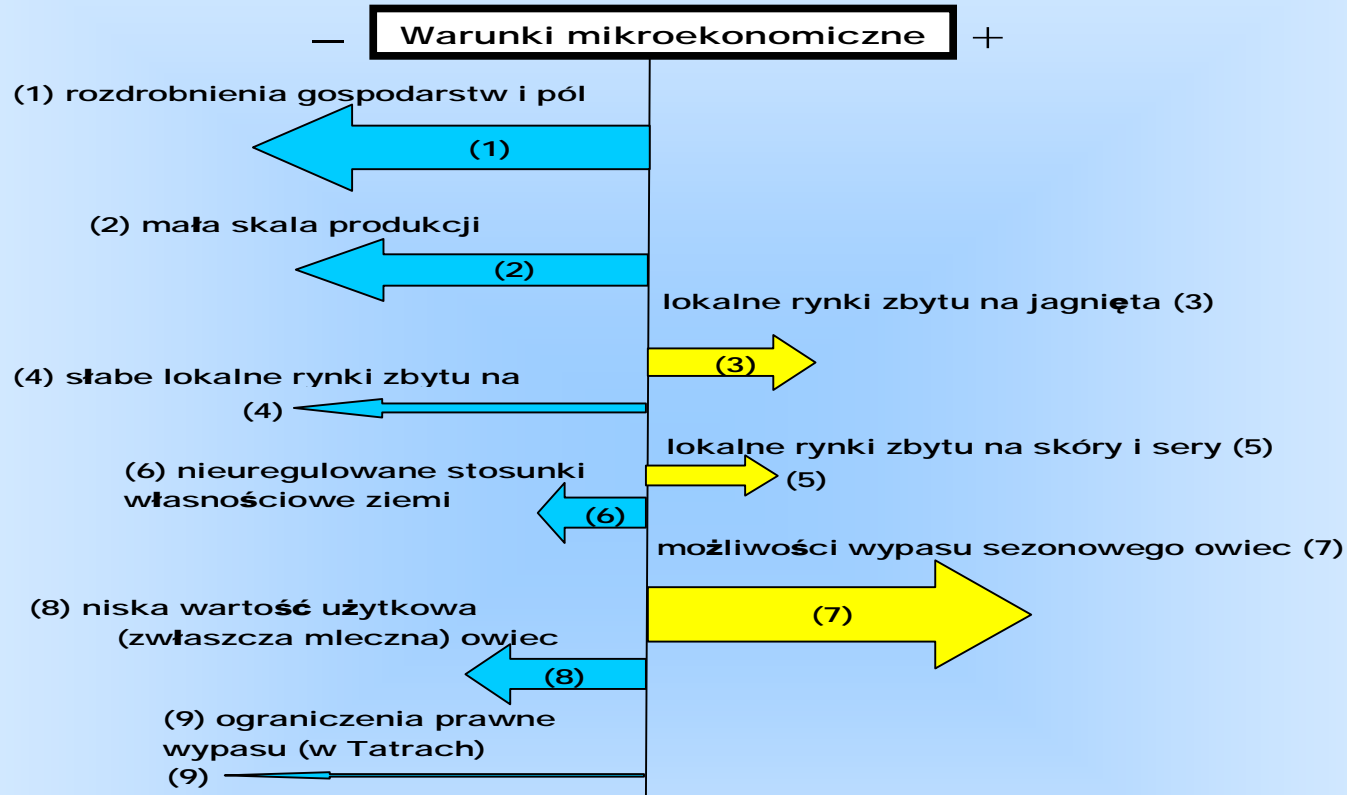 – Warunki mikroekonomiczne +
(1) rozdrobnienia gospodarstw i pól
(1)
(2) mała skala produkcji
(2)
lokalne rynki zbytu na jagnięta (3)
(3)
(4) słabe lokalne rynki zbytu na
(4)
lokalne rynki zbytu na skóry i sery (5)
(5)
(6) nieuregulowane stosunki
własnościowe ziemi
(6)
możliwości wypasu sezonowego owiec (7)
(7)
(8) niska wartość użytkowa
(zwłaszcza mleczna) owiec
(8)
(9) ograniczenia prawne
wypasu (w Tatrach)
(9)